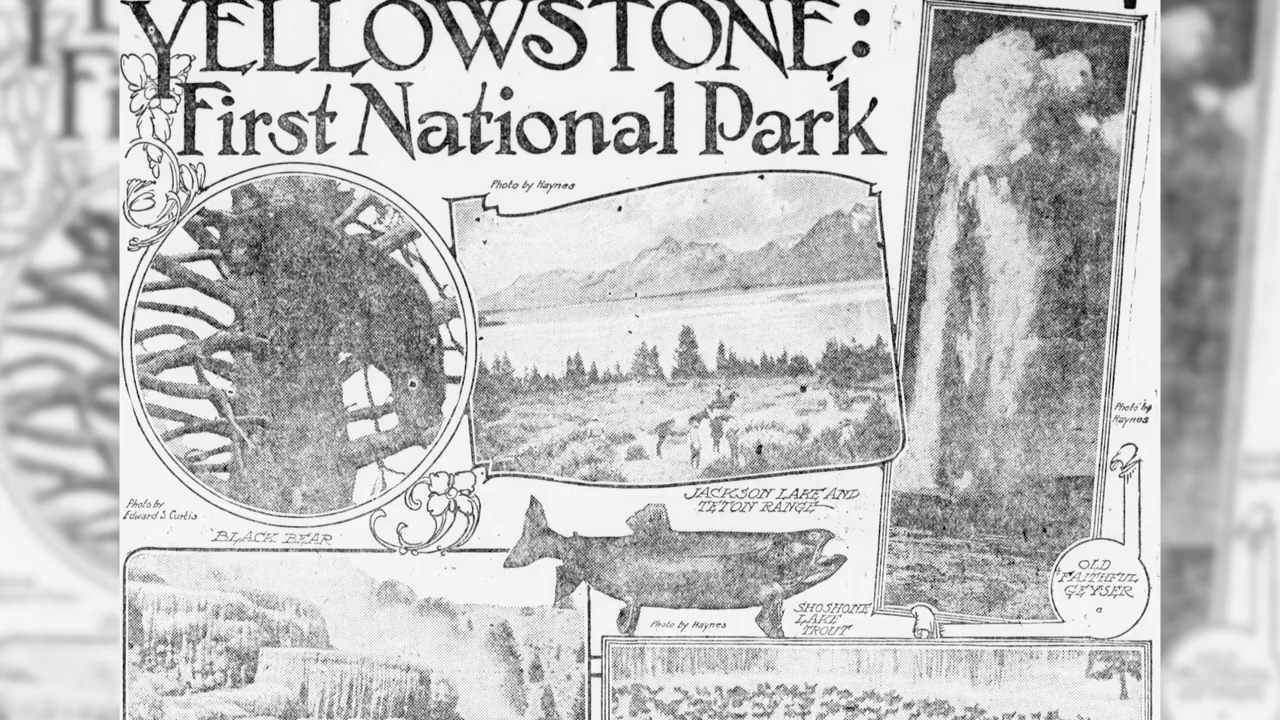 YELLOWSTONE:
First National Park
Photo by Haynes
Photo by
Haynes
Photo by
Edward S. Curtis
BLACK BEAR
JACKSON LAKE AND
TETON RANGE
OLD
FAITHFUL
GEYSER
SHOSHONE
LAKE
TROUT
Photo by Haynes